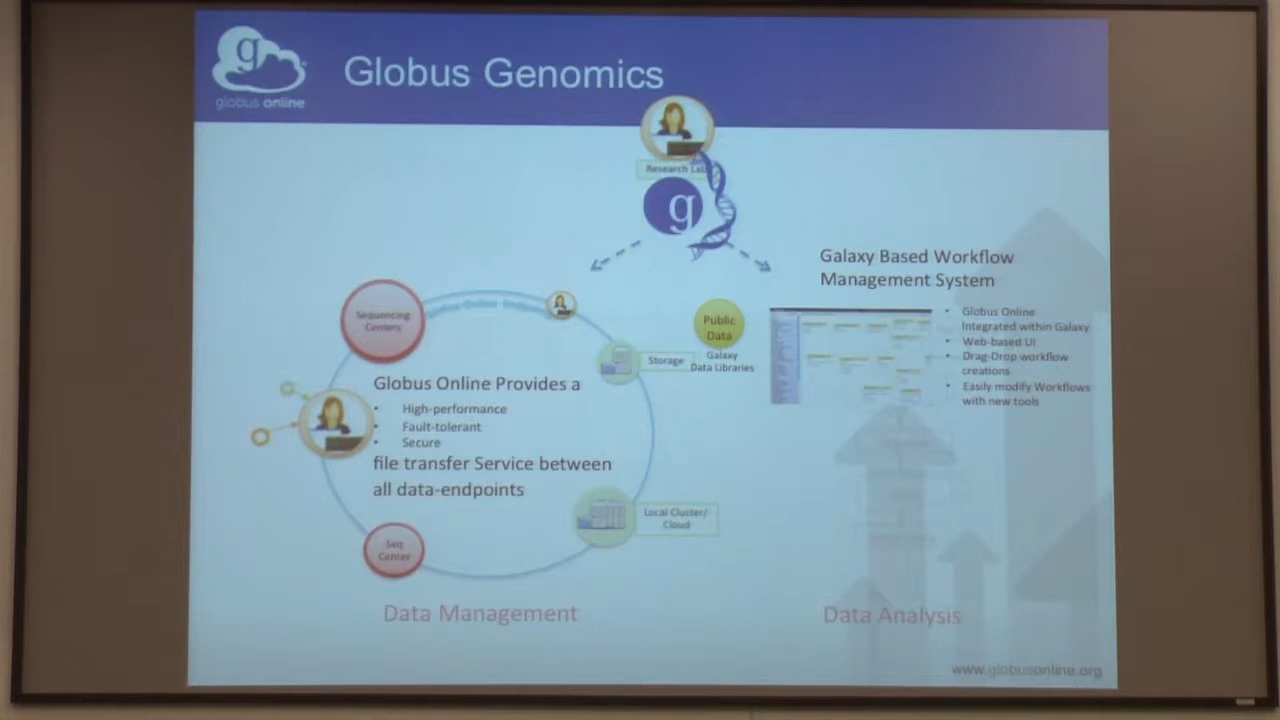 g
globus online
Globus Genomics
Research Lab
g
Galaxy Based Workflow
Management System
Globus Online
Integrated within Galaxy
Web-based UI
Drag-Drop workflow
creations
Easily modify Workflows
with new tools
Sequencing
Centers
Public
Data
Galaxy
Data Libraries
Storage
Globus Online Provides a
• High-performance
• Fault-tolerant
• Secure
file transfer Service between
all data-endpoints
Local Cluster/
Cloud
Seq
Center
Data Management
Data Analysis
www.globusonline.org